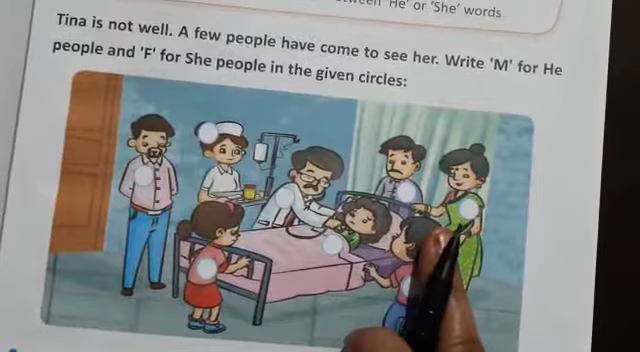 'He' or 'She' words
Tina is not well. A few people have come to see her. Write 'M' for He
people and 'F' for She people in the given circles: